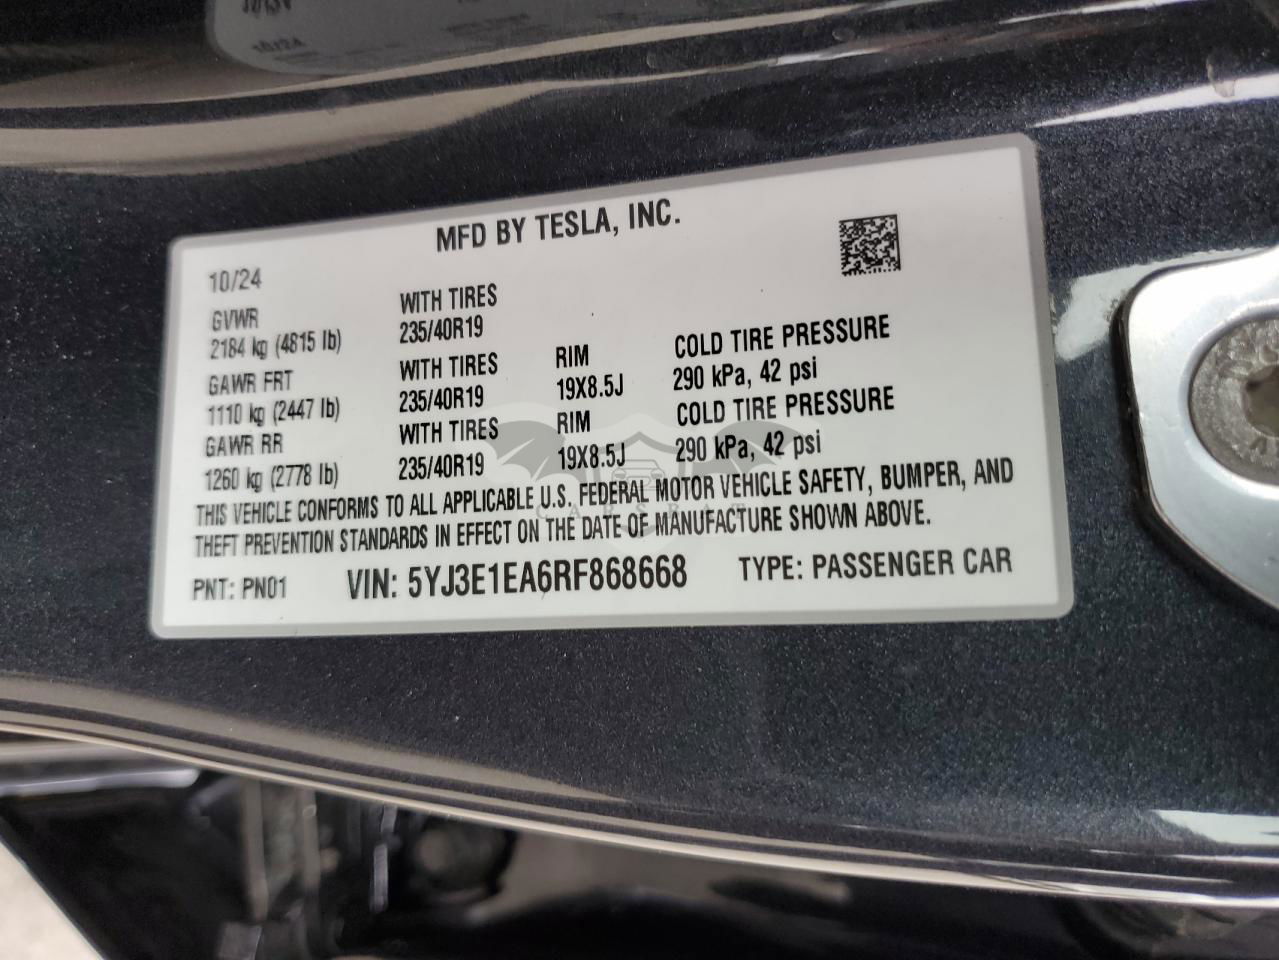 MFD BY TESLA, INC.
10/24
GVWR WITH TIRES
2184 kg (4815 lb) 235/40R19
GAWR FRT WITH TIRES RIM COLD TIRE PRESSURE
1110 kg (2447 lb) 235/40R19 19X8.5J 290 kPa, 42 psi
GAWR RR WITH TIRES RIM COLD TIRE PRESSURE
1260 kg (2778 lb) 235/40R19 19X8.5J 290 kPa, 42 psi
THIS VEHICLE CONFORMS TO ALL APPLICABLE U.S. FEDERAL MOTOR VEHICLE SAFETY, BUMPER, AND
THEFT PREVENTION STANDARDS IN EFFECT ON THE DATE OF MANUFACTURE SHOWN ABOVE.
PNT: PN01 VIN: 5YJ3E1EA6RF868668 TYPE: PASSENGER CAR